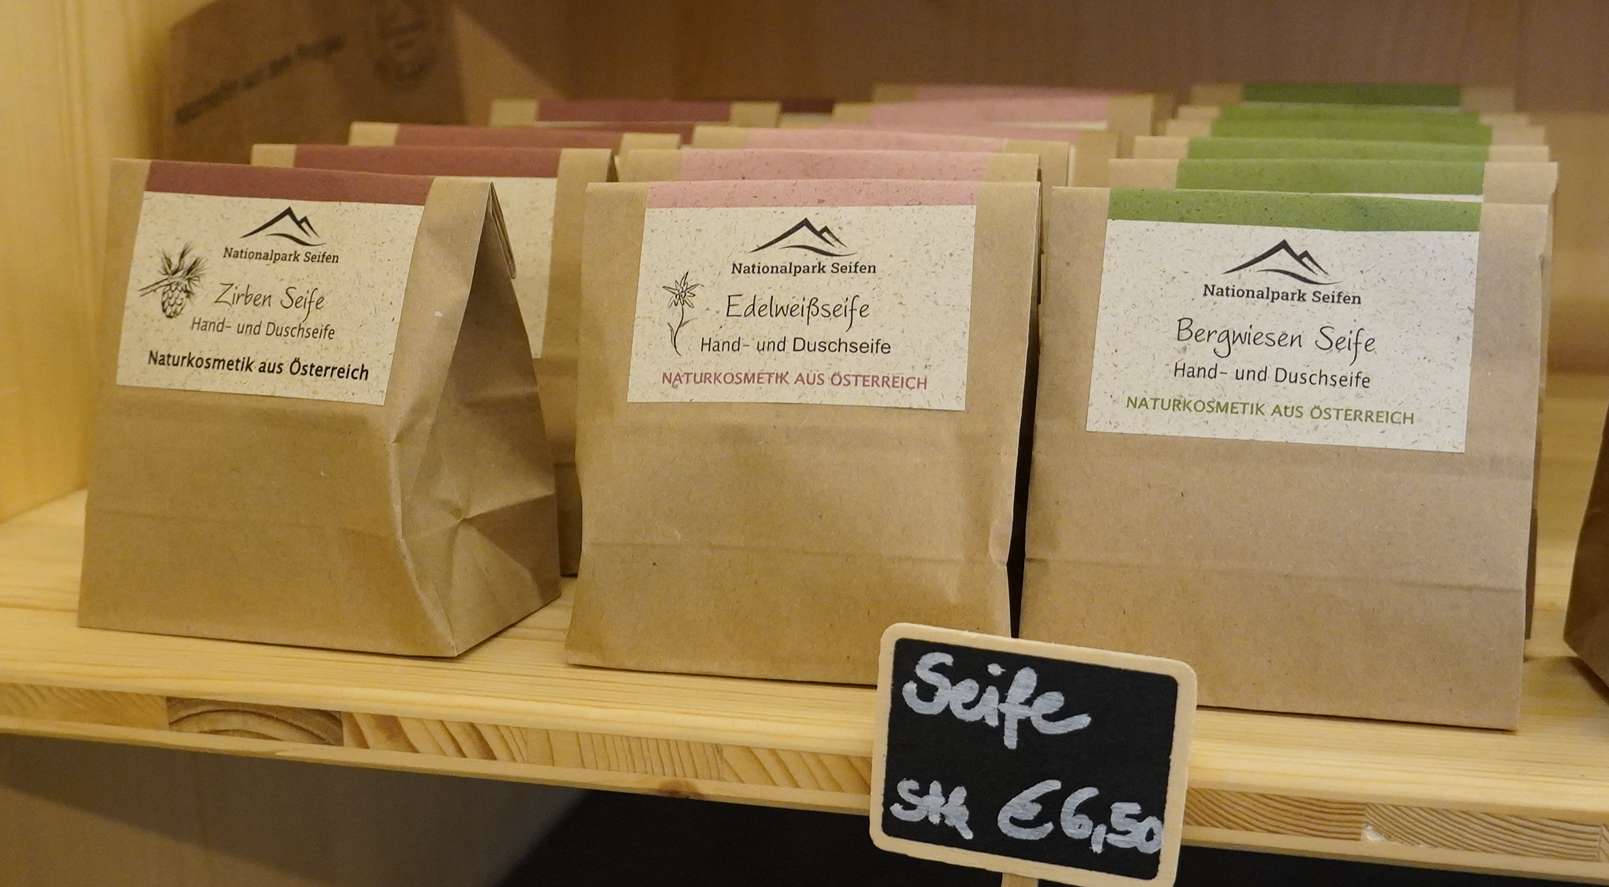 Nationalpark Seifen
Zirben Seife
Hand- und Duschseife
Naturkosmetik aus Österreich
Nationalpark Seifen
Edelweißseife
Hand- und Duschseife
NATURKOSMETIK AUS ÖSTERREICH
Nationalpark Seifen
Bergwiesen Seife
Hand- und Duschseife
NATURKOSMETIK AUS ÖSTERREICH
Seife
Stk €6,50